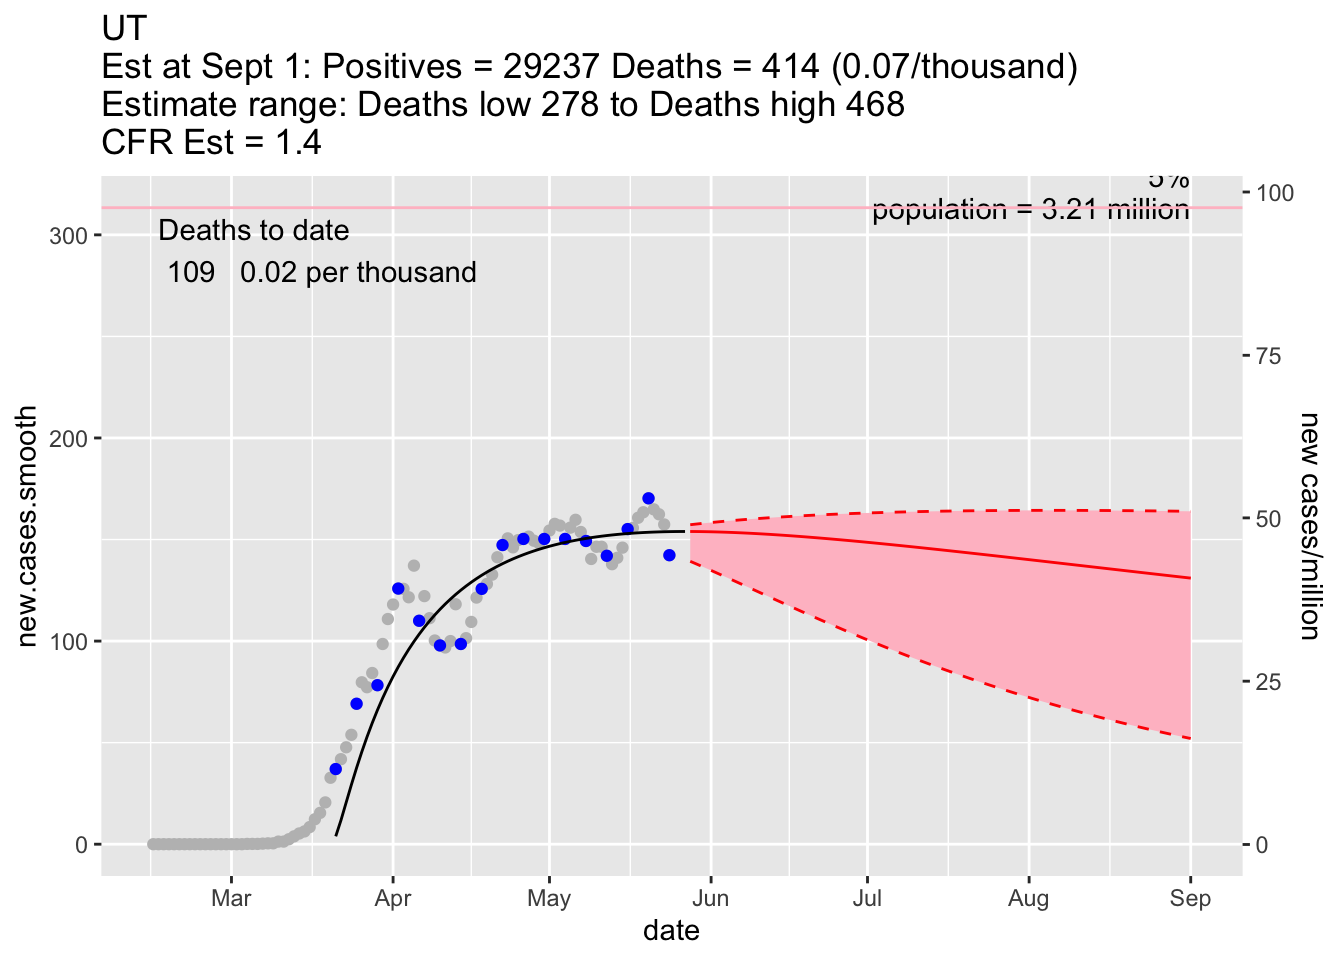 UT
Est at Sept 1: Positives = 29237 Deaths = 414 (0.07/thousand)
Estimate range: Deaths low 278 to Deaths high 468
CFR Est = 1.4
5%
population = 3.21 million
Deaths to date
109 0.02 per thousand
300
200
100
0
new.cases.smooth
100
75
50
25
0
new cases/million
Mar Apr May Jun Jul Aug Sep
date